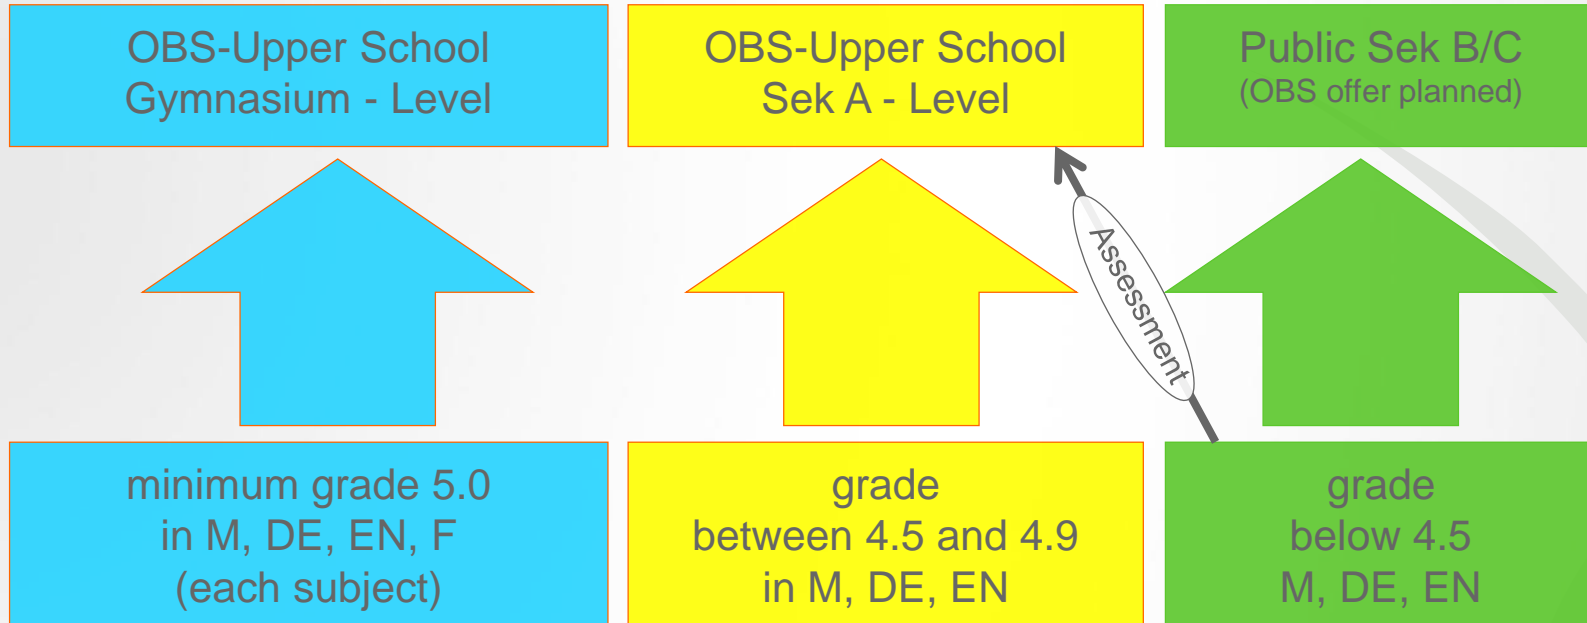 OBS-Upper School
Gymnasium - Level
OBS-Upper School
Sek A - Level
Public Sek B/C
(OBS offer planned)
Assessment
minimum grade 5.0
in M, DE, EN, F
(each subject)
grade
between 4.5 and 4.9
in M, DE, EN
grade
below 4.5
M, DE, EN